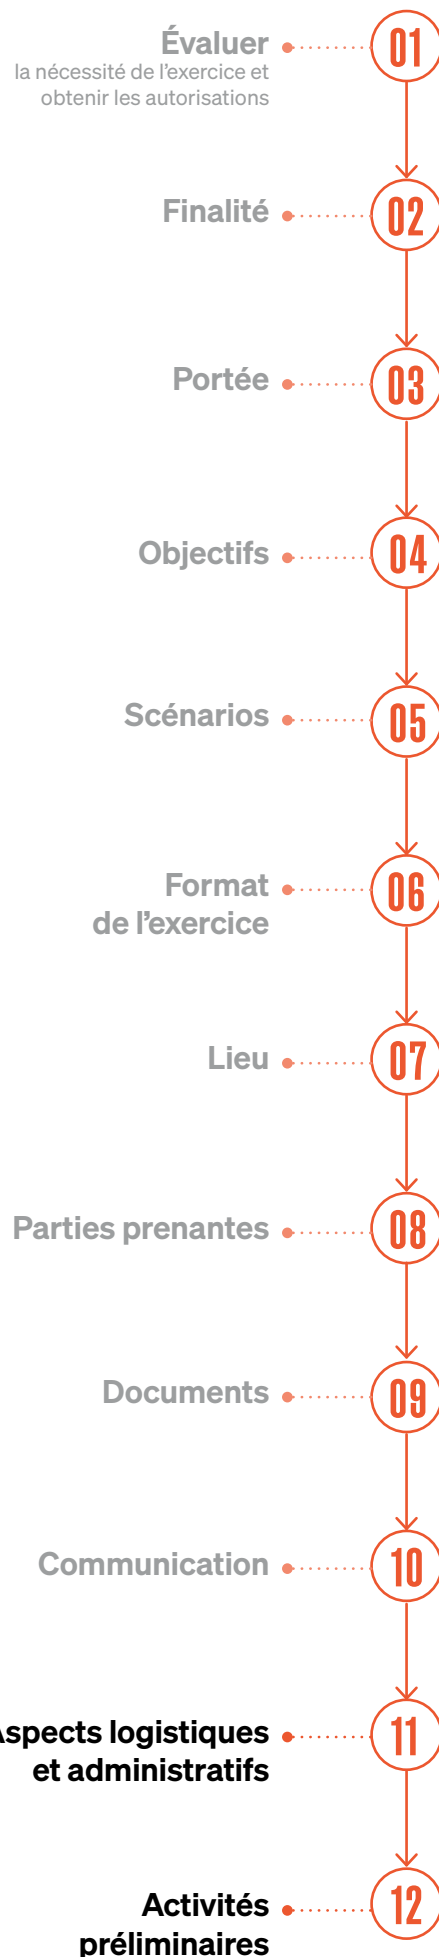 Évaluer
01
la nécessité de l'exercice et
obtenir les autorisations
Finalité
02
Portée
03
Objectifs
04
Scénarios
05
Format
de l'exercice
06
Lieu
07
Parties prenantes
08
Documents
09
Communication
10
Aspects logistiques
et administratifs
11
Activités
préliminaires
12